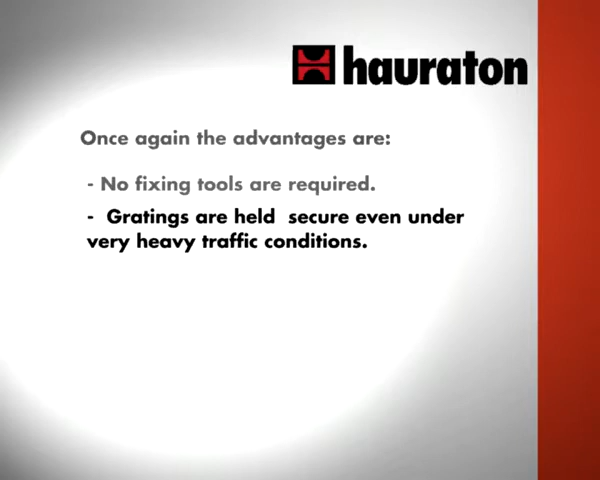 hauraton
Once again the advantages are:
- No fixing tools are required.
- Gratings are held secure even under
very heavy traffic conditions.